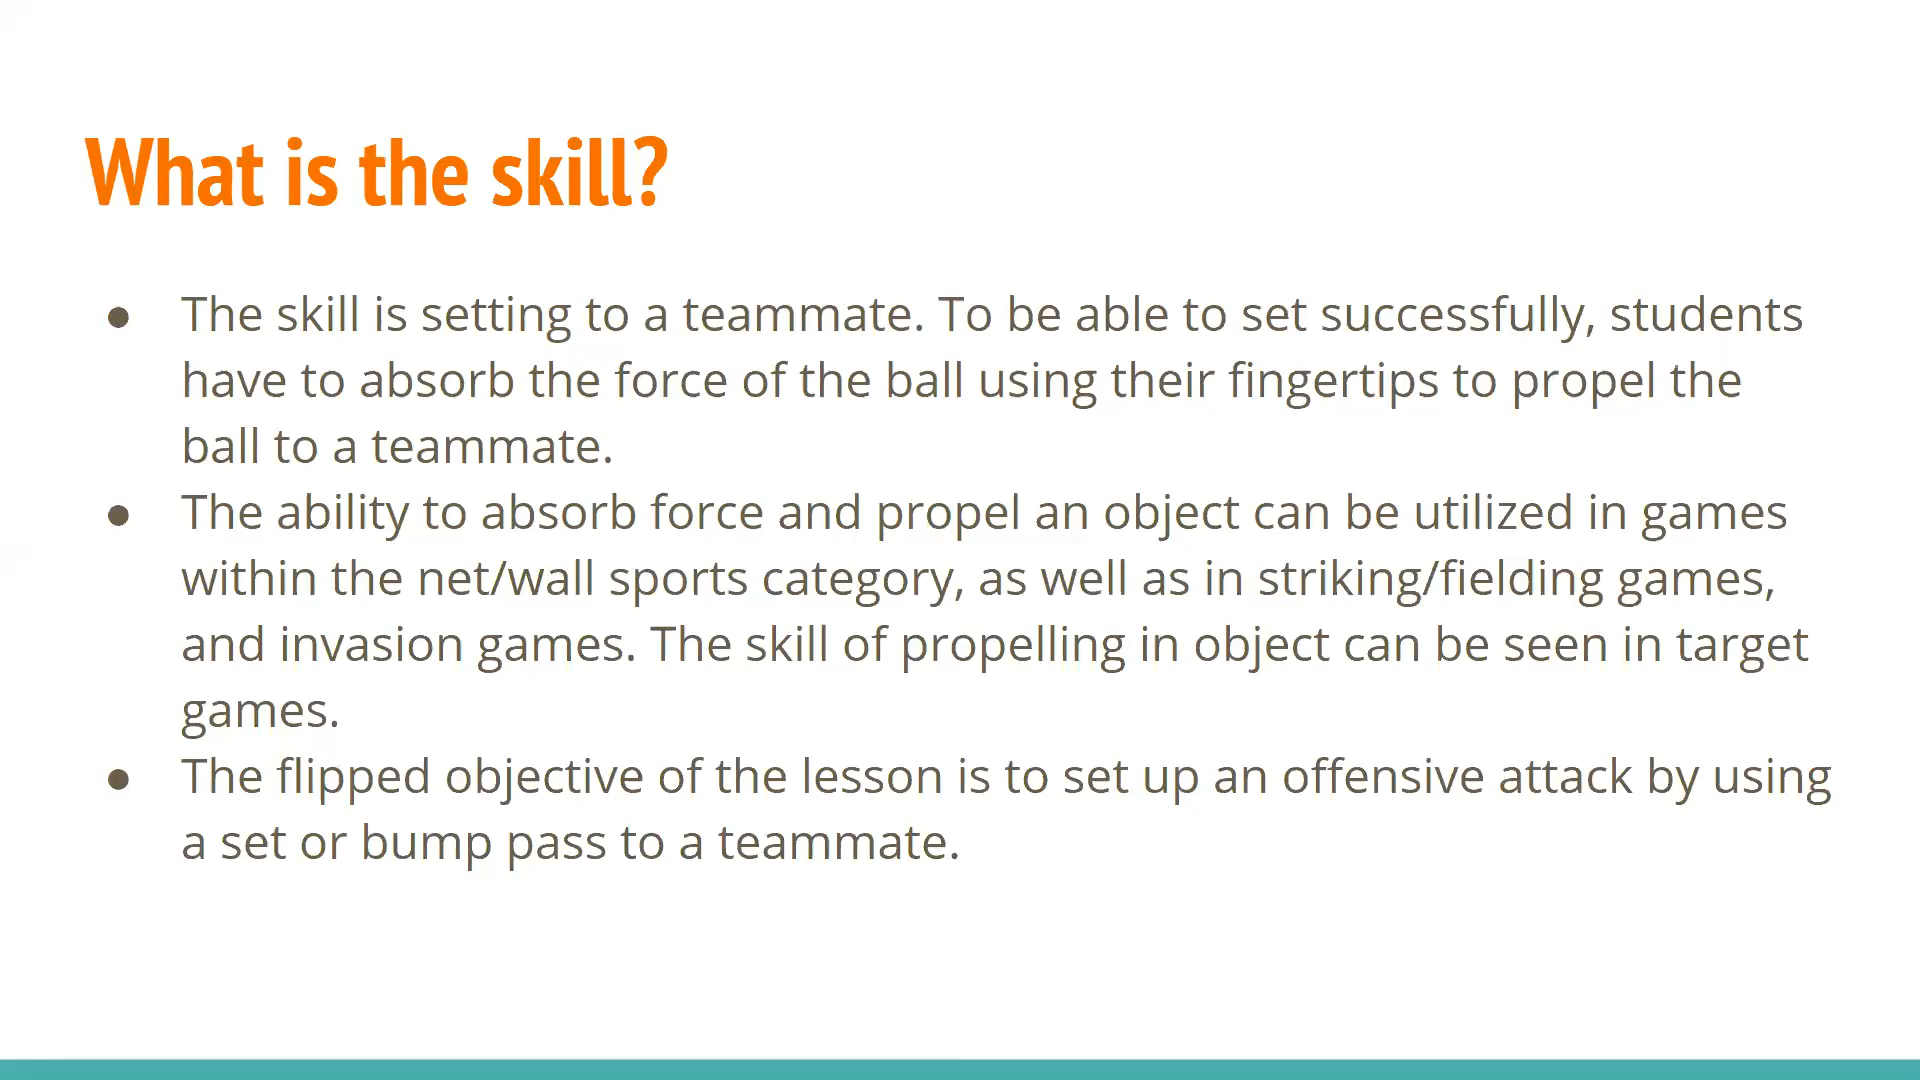 What is the skill?
● The skill is setting to a teammate. To be able to set successfully, students
have to absorb the force of the ball using their fingertips to propel the
ball to a teammate.
● The ability to absorb force and propel an object can be utilized in games
within the net/wall sports category, as well as in striking/fielding games,
and invasion games. The skill of propelling in object can be seen in target
games.
● The flipped objective of the lesson is to set up an offensive attack by using
a set or bump pass to a teammate.